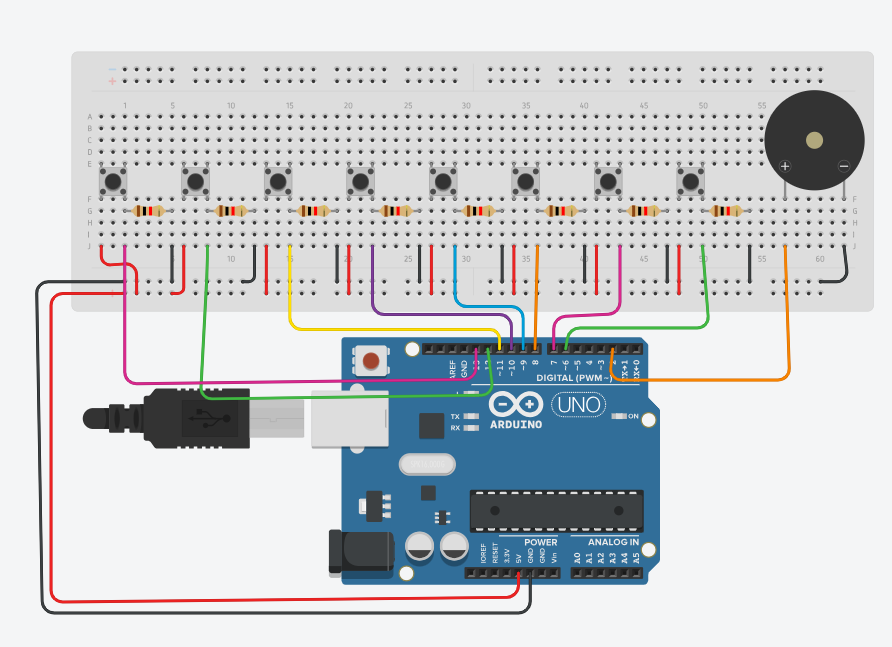 − −
+ +
1 5 10 15 20 25 30 35 40 45 50 55
A
B
C
D
E
+ −
F F
G G
H H
I I
J J
10 15 20 25 30 35 40 45 50 55 60
AREF
GND
~11
~10
~9
8
7
~6
~5
4
~3
TX→1
RX←0
DIGITAL (PWM~)
L
TX
RX
ARDUINO
UNO
ON
POWER
ANALOG IN
IOREF
RESET
3.3V
5V
GND
GND
Vin
A0
A1
A2
A3
A4
A5